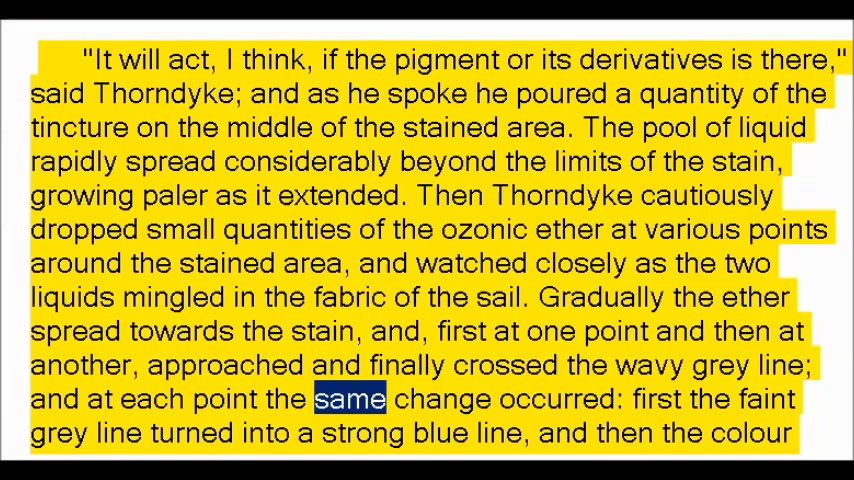 "It will act, I think, if the pigment or its derivatives is there,"
said Thorndyke; and as he spoke he poured a quantity of the
tincture on the middle of the stained area. The pool of liquid
rapidly spread considerably beyond the limits of the stain,
growing paler as it extended. Then Thorndyke cautiously
dropped small quantities of the ozonic ether at various points
around the stained area, and watched closely as the two
liquids mingled in the fabric of the sail. Gradually the ether
spread towards the stain, and, first at one point and then at
another, approached and finally crossed the wavy grey line;
and at each point the same change occurred: first the faint
grey line turned into a strong blue line, and then the colour